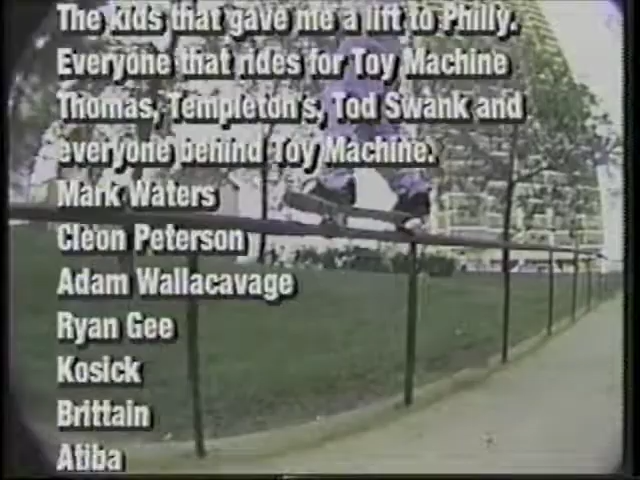 The kids that gave me a lift to Philly.
Everyone that rides for Toy Machine
Thomas, Templeton's, Tod Swank and
everyone behind Toy Machine.
Mark Waters
Cleon Peterson
Adam Wallacavage
Ryan Gee
Kosick
Brittain
Atiba